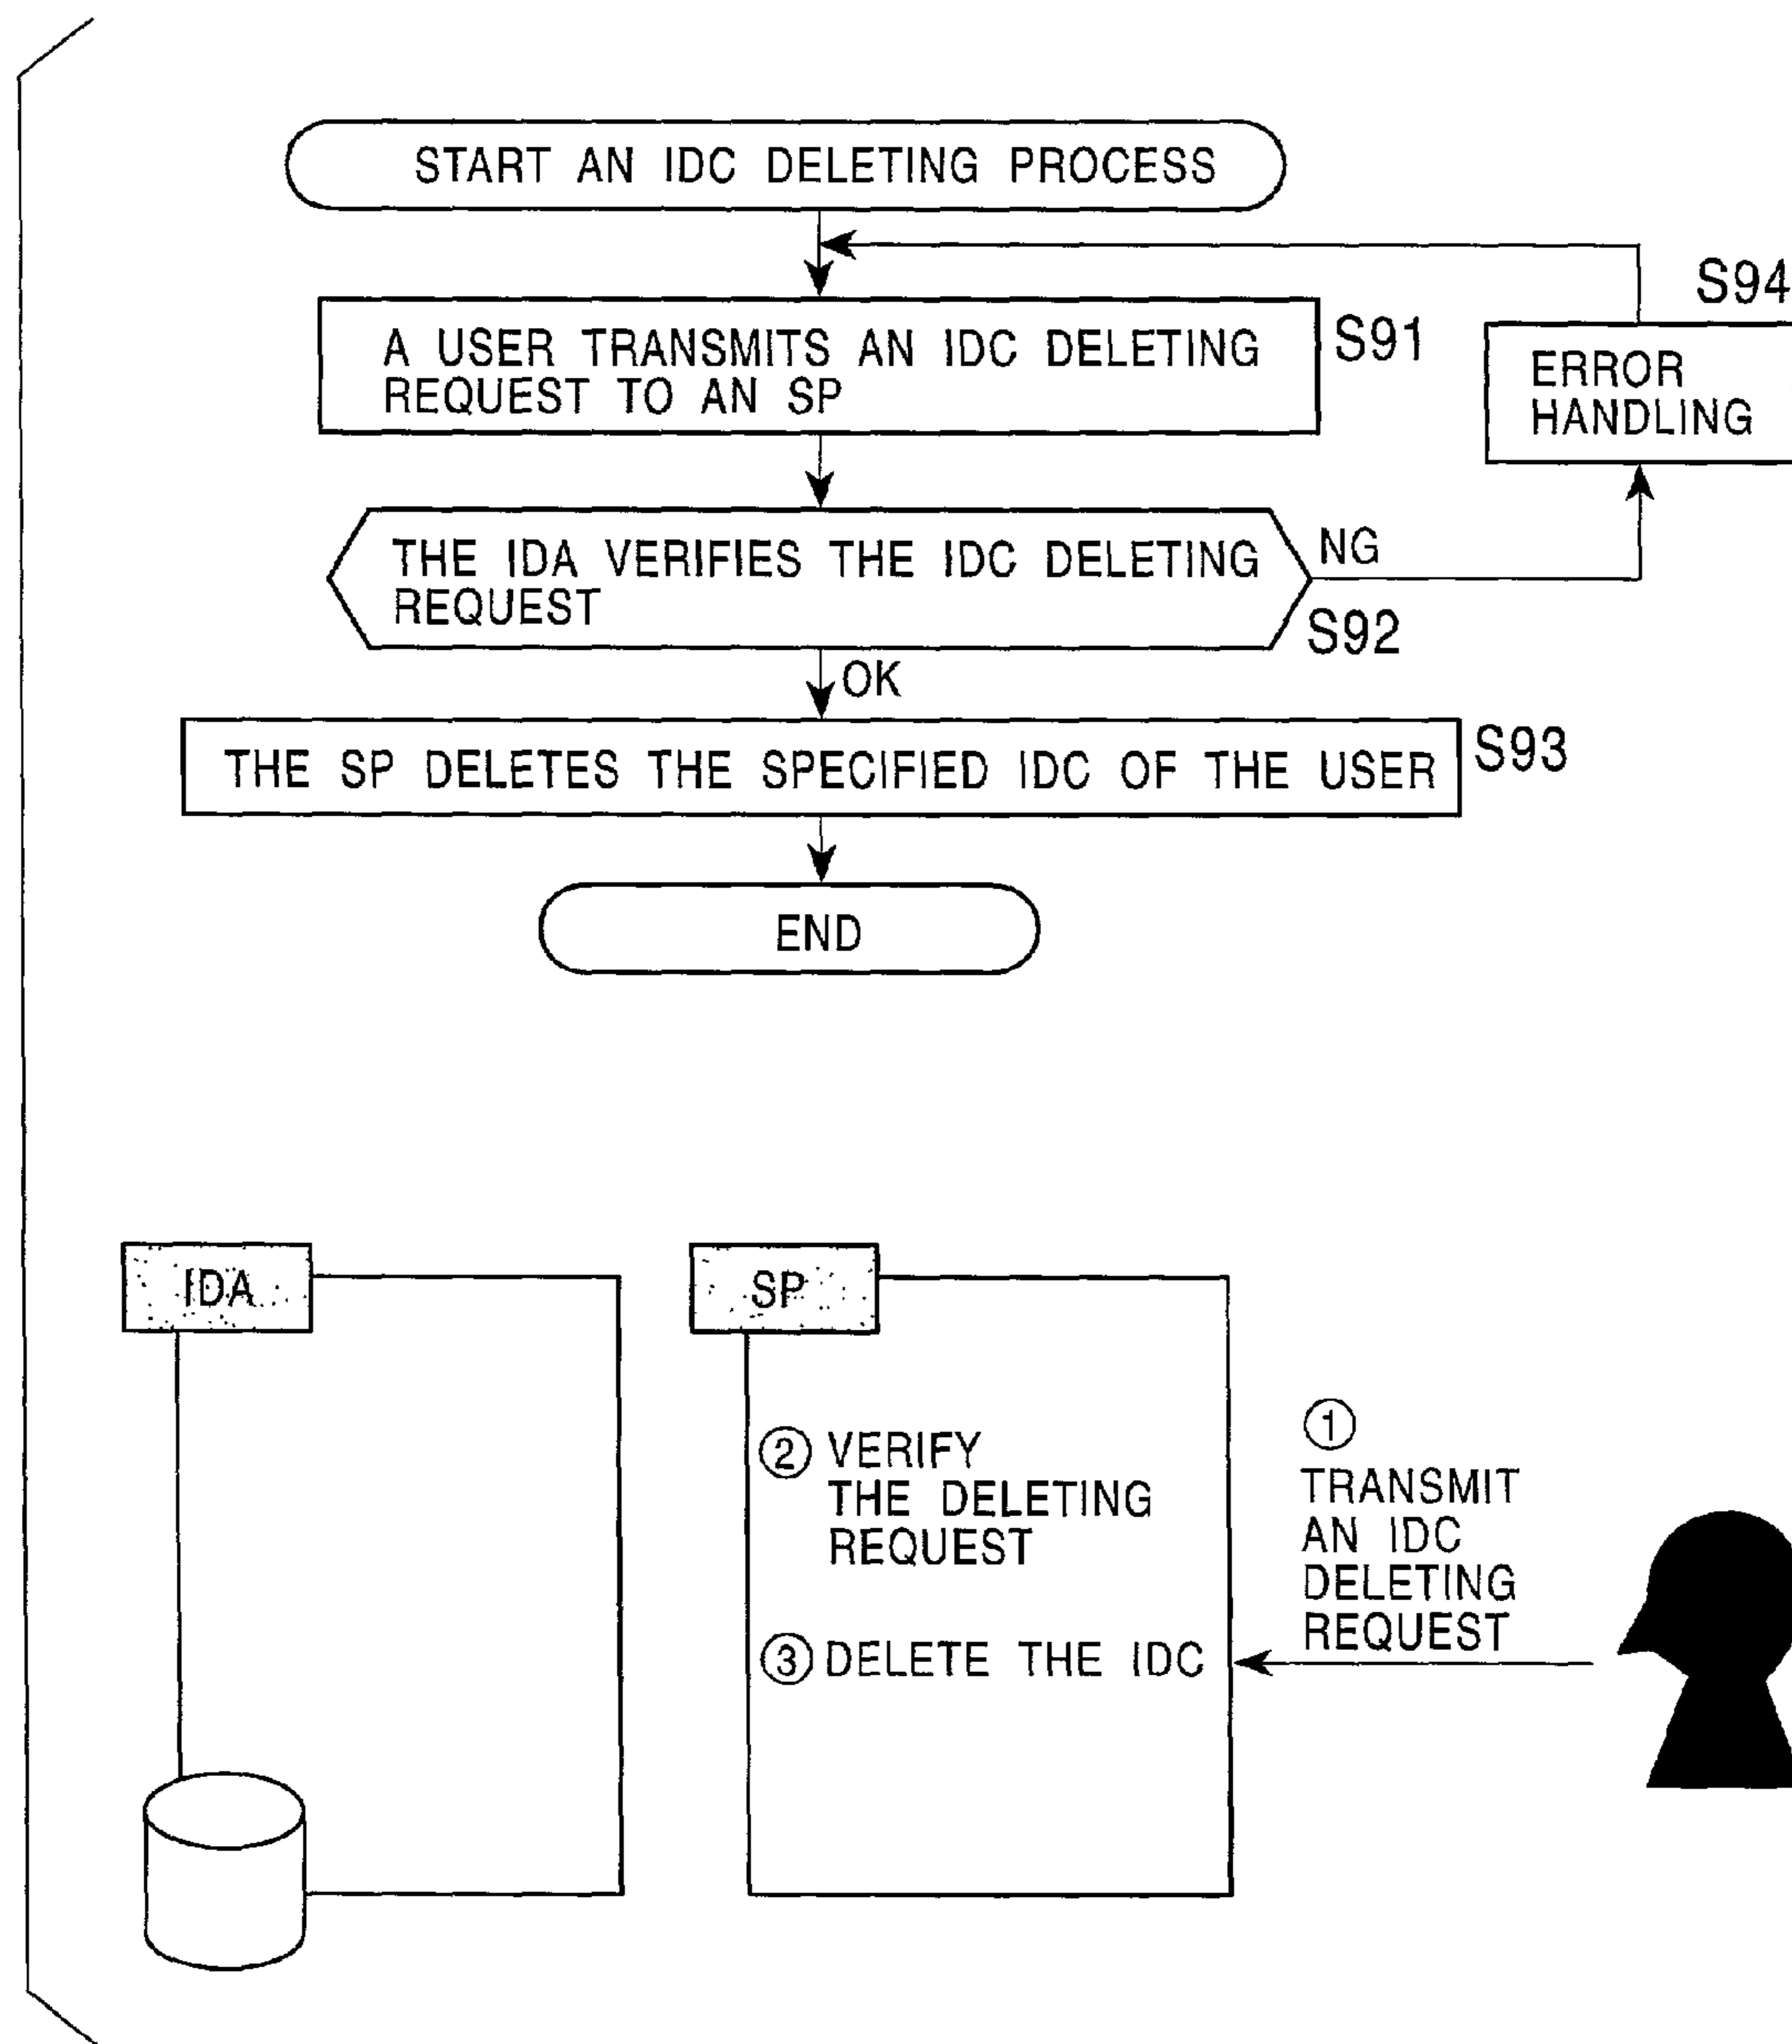 START AN IDC DELETING PROCESS
S94
A USER TRANSMITS AN IDC DELETING
REQUEST TO AN SP
S91
ERROR
HANDLING
THE IDA VERIFIES THE IDC DELETING
REQUEST
NG
S92
OK
THE SP DELETES THE SPECIFIED IDC OF THE USER
S93
END
IDA
SP
② VERIFY
THE DELETING
REQUEST
③ DELETE THE IDC
①
TRANSMIT
AN IDC
DELETING
REQUEST